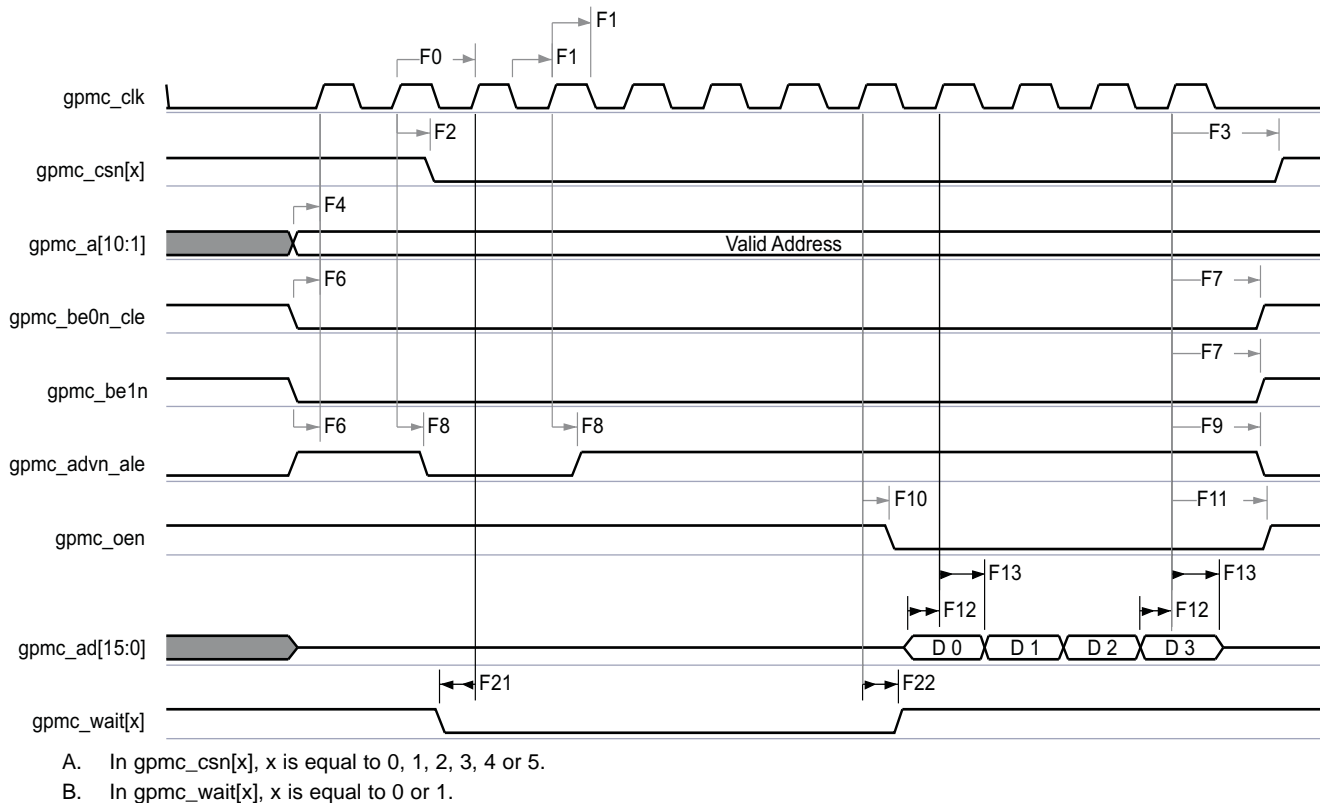 F1
F0 F1
gpmc_clk
F2 F3
gpmc_csn[x]
F4
gpmc_a[10:1] Valid Address
F6 F7
gpmc_be0n_cle
F7
gpmc_be1n
F6 F8 F8 F9
gpmc_advn_ale
F10 F11
gpmc_oen
F13 F13
F12 F12
gpmc_ad[15:0] D 0 D 1 D 2 D 3
F21 F22
gpmc_wait[x]
A. In gpmc_csn[x], x is equal to 0, 1, 2, 3, 4 or 5.
B. In gpmc_wait[x], x is equal to 0 or 1.